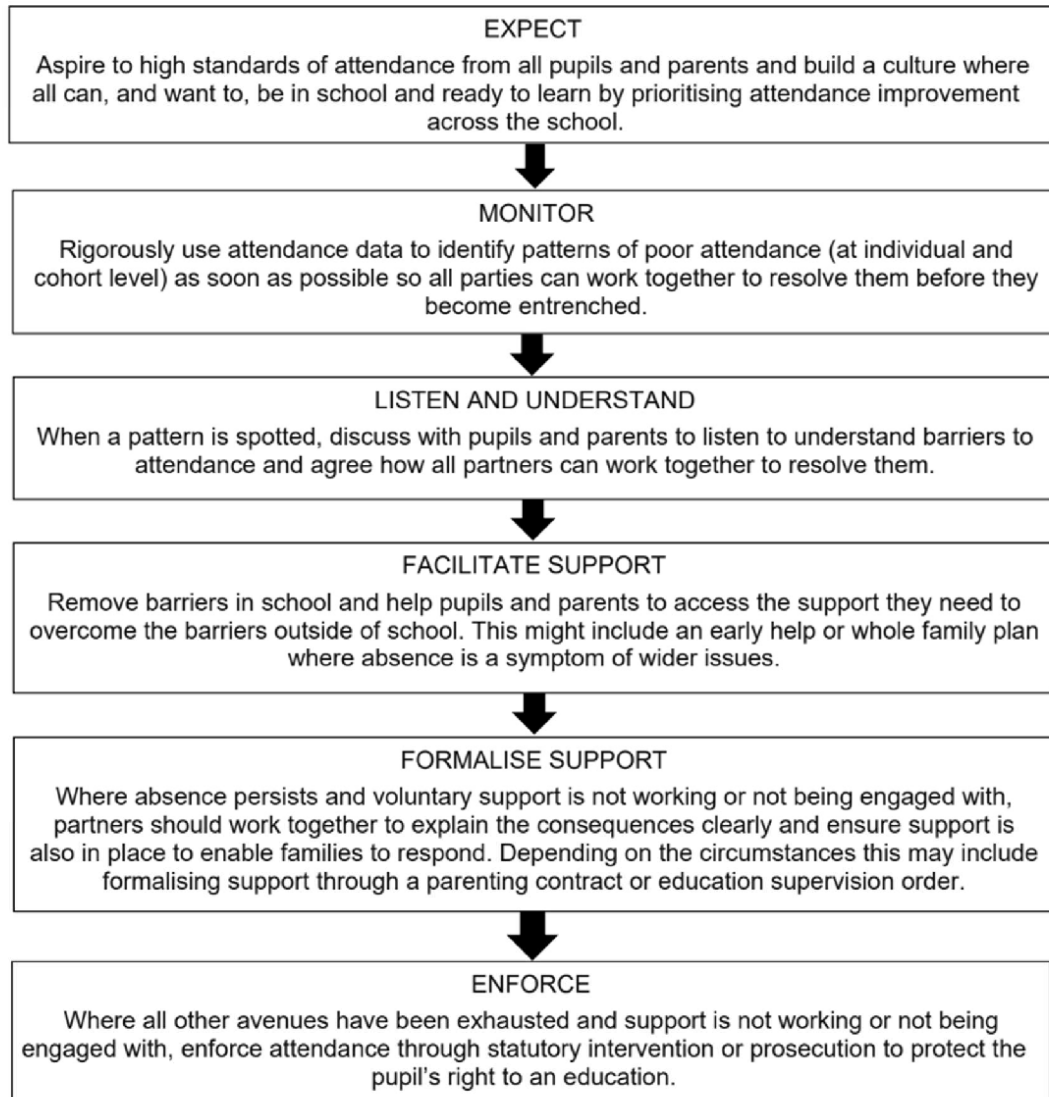 EXPECT
Aspire to high standards of attendance from all pupils and parents and build a culture where
all can, and want to, be in school and ready to learn by prioritising attendance improvement
across the school.
MONITOR
Rigorously use attendance data to identify patterns of poor attendance (at individual and
cohort level) as soon as possible so all parties can work together to resolve them before they
become entrenched.
LISTEN AND UNDERSTAND
When a pattern is spotted, discuss with pupils and parents to listen to understand barriers to
attendance and agree how all partners can work together to resolve them.
FACILITATE SUPPORT
Remove barriers in school and help pupils and parents to access the support they need to
overcome the barriers outside of school. This might include an early help or whole family plan
where absence is a symptom of wider issues.
FORMALISE SUPPORT
Where absence persists and voluntary support is not working or not being engaged with,
partners should work together to explain the consequences clearly and ensure support is
also in place to enable families to respond. Depending on the circumstances this may include
formalising support through a parenting contract or education supervision order.
ENFORCE
Where all other avenues have been exhausted and support is not working or not being
engaged with, enforce attendance through statutory intervention or prosecution to protect the
pupil's right to an education.